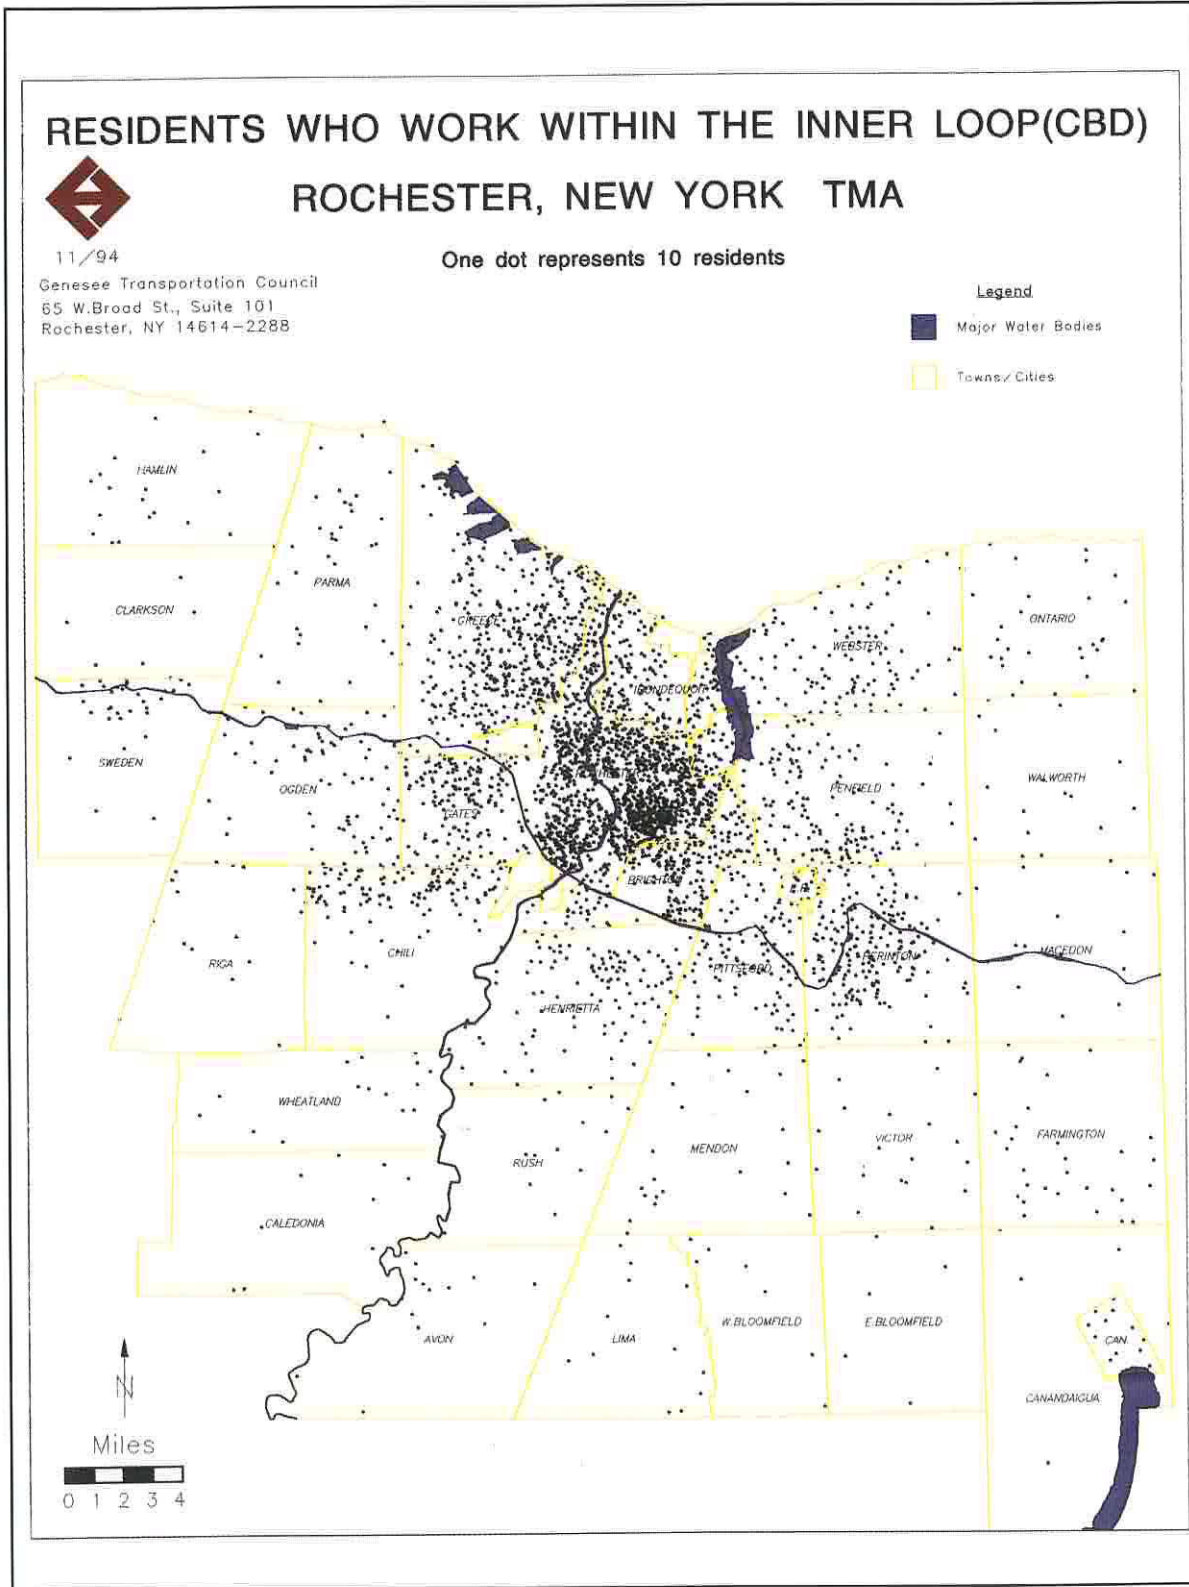 RESIDENTS WHO WORK WITHIN THE INNER LOOP(CBD)
ROCHESTER, NEW YORK TMA
11/94
One dot represents 10 residents
Genesee Transportation Council
65 W.Broad St., Suite 101
Rochester, NY 14614-2288
Legend
Major Water Bodies
Towns/Cities
HAMLIN
CLARKSON
PARMA
GREECE
WEBSTER
ONTARIO
IRONDEQUOIT
SWEDEN
OGDEN
ROCHESTER
PENFIELD
WALWORTH
GATES
BRIGHTON
E.R.
RIGA
CHILI
PITTSFORD
PERINTON
MACEDON
HENRIETTA
WHEATLAND
RUSH
MENDON
VICTOR
FARMINGTON
CALEDONIA
AVON
LIMA
W.BLOOMFIELD
E.BLOOMFIELD
CAN.
CANANDAIGUA
N
Miles
0 1 2 3 4